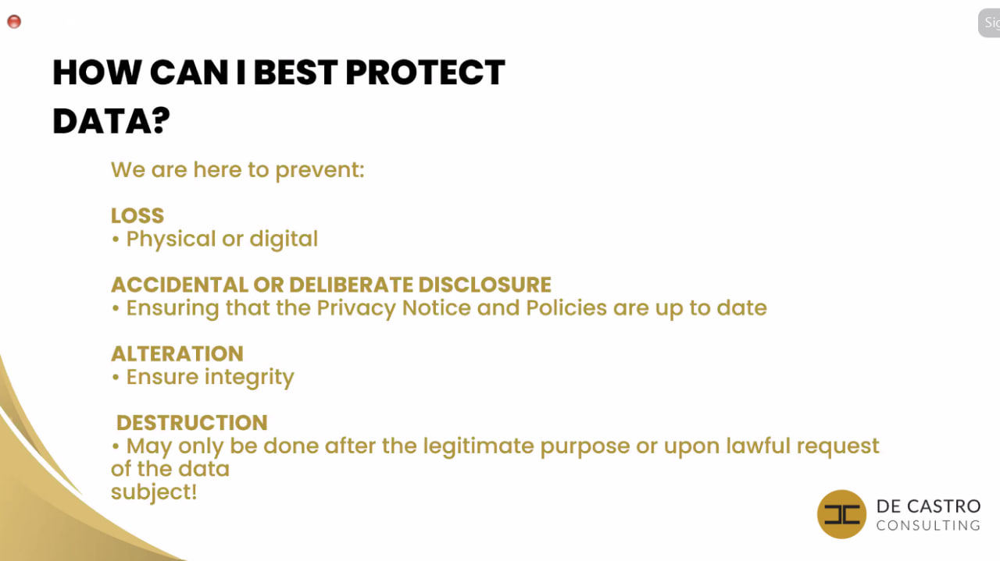 HOW CAN I BEST PROTECT
DATA?
We are here to prevent:
LOSS
• Physical or digital
ACCIDENTAL OR DELIBERATE DISCLOSURE
• Ensuring that the Privacy Notice and Policies are up to date
ALTERATION
• Ensure integrity
DESTRUCTION
• May only be done after the legitimate purpose or upon lawful request
of the data
subject!
DE CASTRO
CONSULTING